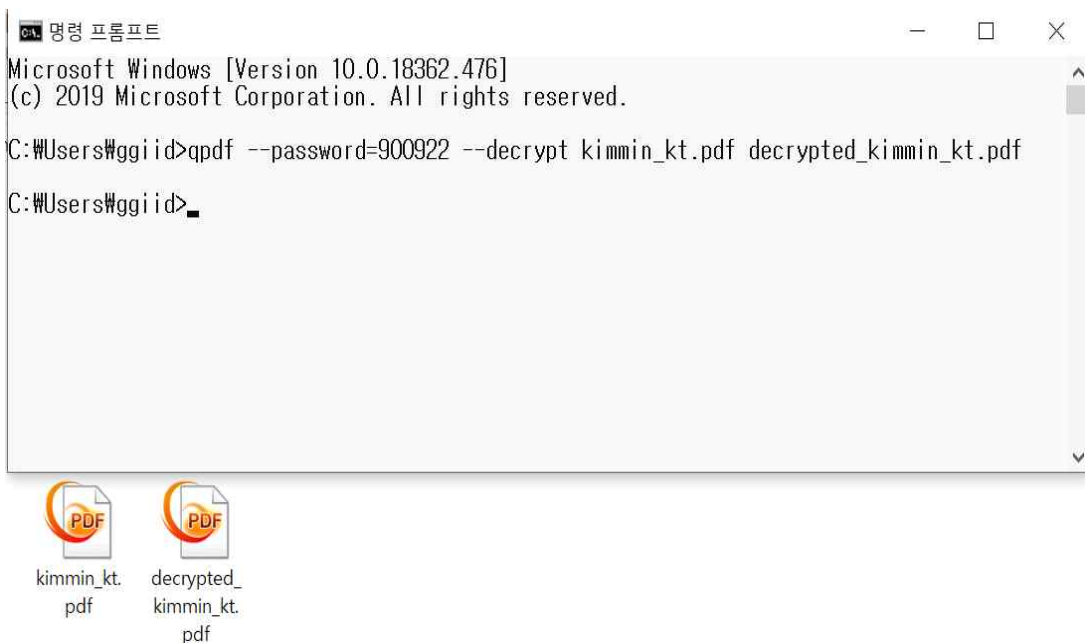 명령 프롬프트
Microsoft Windows [Version 10.0.18362.476]
(c) 2019 Microsoft Corporation. All rights reserved.
C:₩Users₩ggiid>qpdf --password=900922 --decrypt kimmin_kt.pdf decrypted_kimmin_kt.pdf
C:₩Users₩ggiid>
PDF
PDF
kimmin_kt.
pdf
decrypted_
kimmin_kt.
pdf